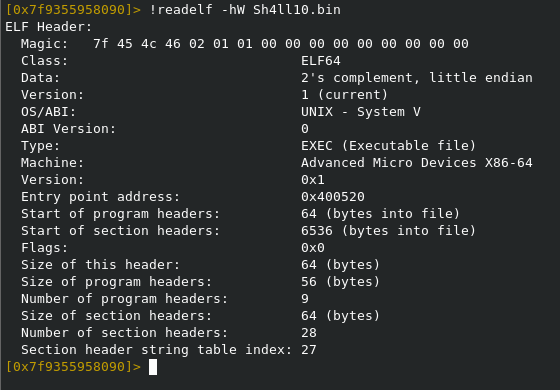 [0x7f9355958090]> !readelf -hW Sh4ll10.bin
ELF Header:
  Magic:   7f 45 4c 46 02 01 01 00 00 00 00 00 00 00 00 00
  Class:                             ELF64
  Data:                              2's complement, little endian
  Version:                           1 (current)
  OS/ABI:                            UNIX - System V
  ABI Version:                       0
  Type:                              EXEC (Executable file)
  Machine:                           Advanced Micro Devices X86-64
  Version:                           0x1
  Entry point address:               0x400520
  Start of program headers:          64 (bytes into file)
  Start of section headers:          6536 (bytes into file)
  Flags:                             0x0
  Size of this header:               64 (bytes)
  Size of program headers:           56 (bytes)
  Number of program headers:         9
  Size of section headers:           64 (bytes)
  Number of section headers:         28
  Section header string table index: 27
[0x7f9355958090]>